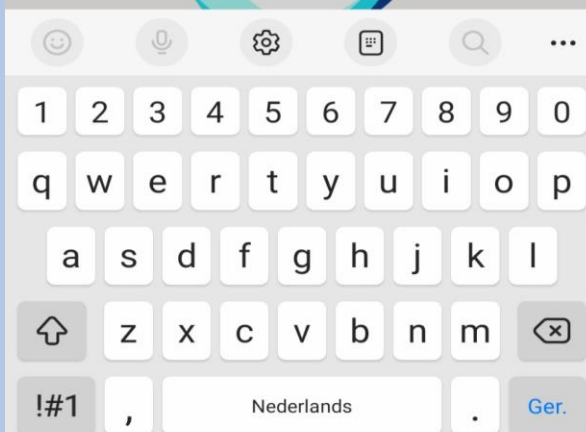 1 2 3 4 5 6 7 8 9 0
q w e r t y u i o p
a s d f g h j k l
z x c v b n m
!#1 , Nederlands . Ger.